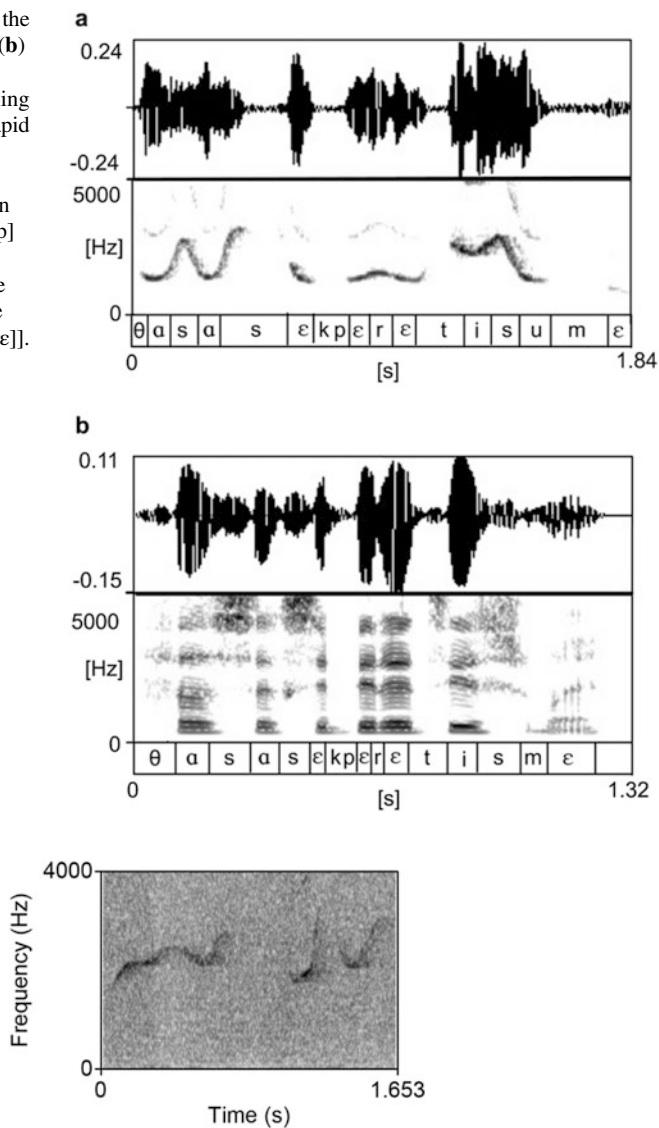 the
(b)
ing
apid
n
p]
e
e
ε]].
a
0.24
-0.24
5000
[Hz]
0
θ ɑ s ɑ s ε k p ε r ε t i s u m ε
0 [s] 1.84
b
0.11
-0.15
5000
[Hz]
0
θ ɑ s ɑ s ε k p ε r ε t i s m ε
0 [s] 1.32
4000
Frequency (Hz)
0
0 1.653
Time (s)